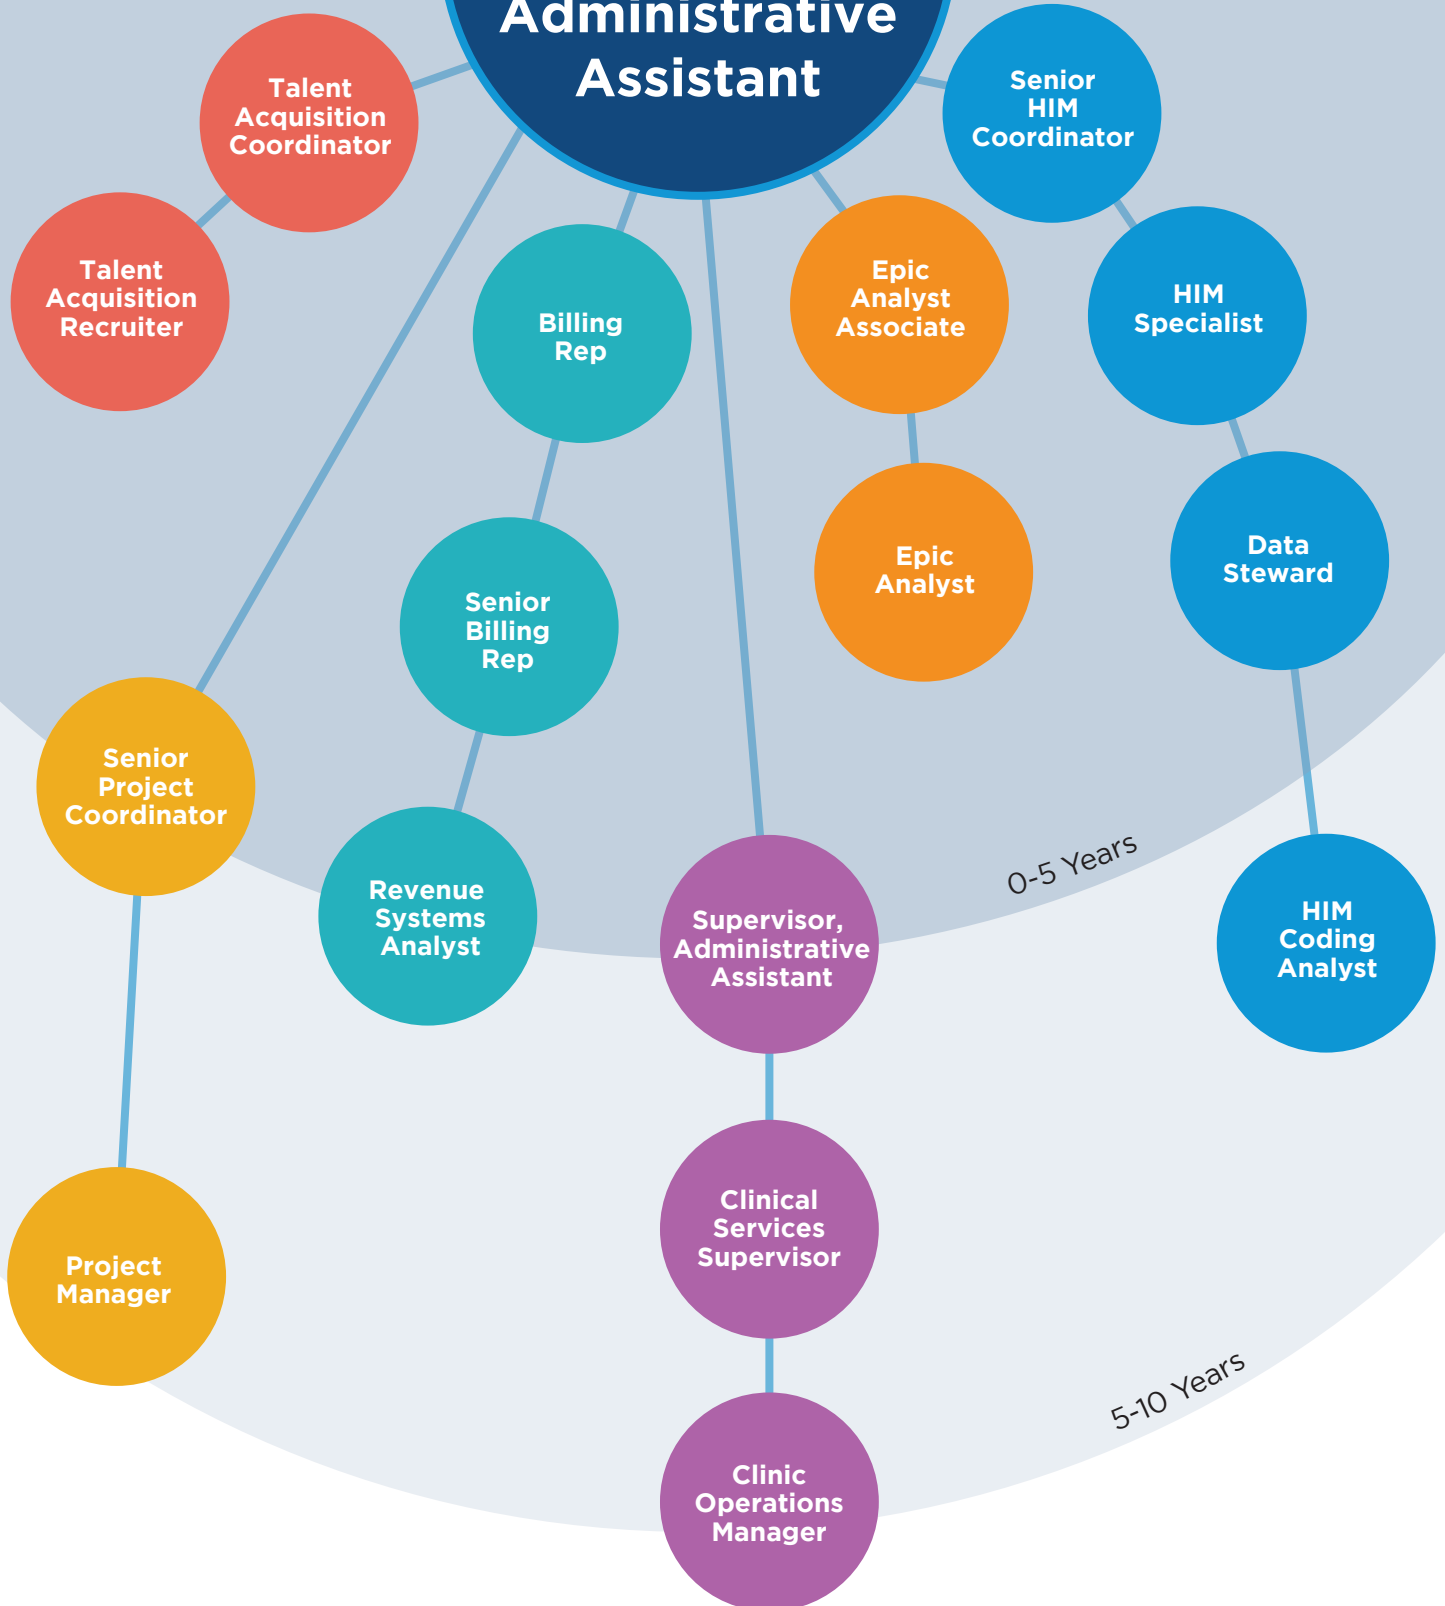 Administrative
Assistant
Talent
Acquisition
Coordinator
Talent
Acquisition
Recruiter
Senior
HIM
Coordinator
Billing
Rep
Epic
Analyst
Associate
HIM
Specialist
Senior
Billing
Rep
Epic
Analyst
Data
Steward
Senior
Project
Coordinator
Revenue
Systems
Analyst
Supervisor,
Administrative
Assistant
0-5 Years
HIM
Coding
Analyst
Project
Manager
Clinical
Services
Supervisor
5-10 Years
Clinic
Operations
Manager